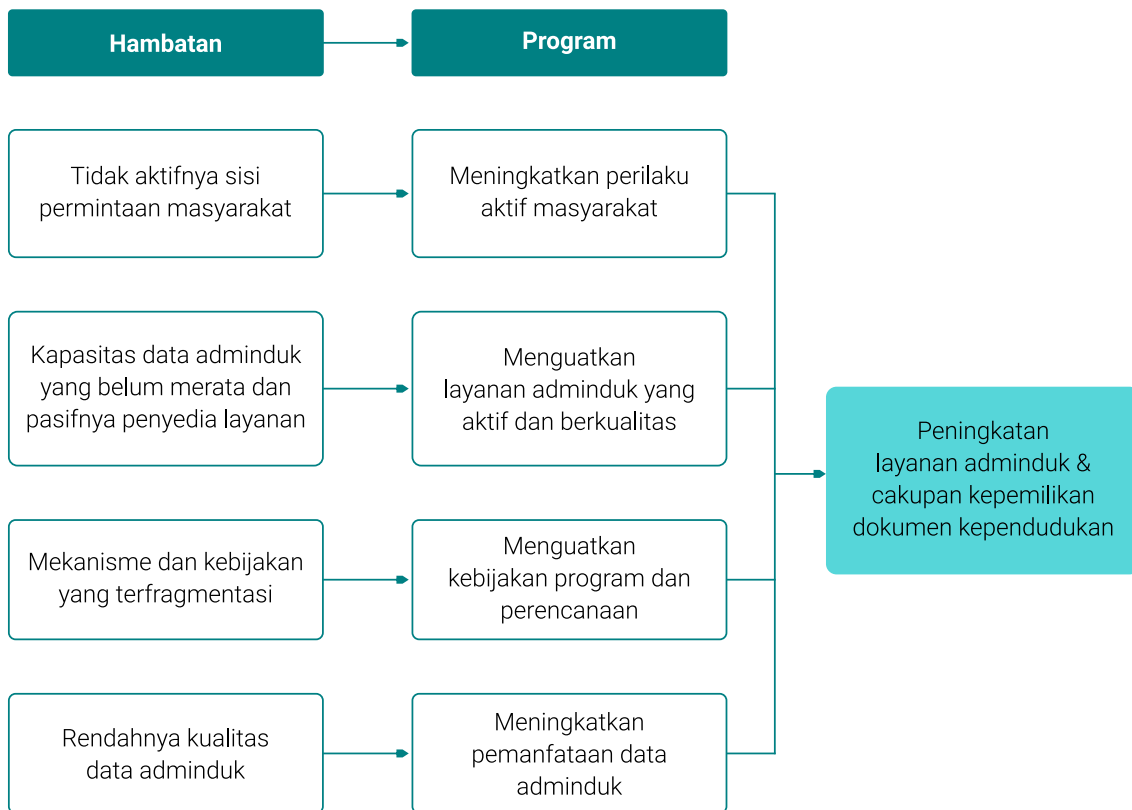 Hambatan
Program
Tidak aktifnya sisi
permintaan masyarakat
Meningkatkan perilaku
aktif masyarakat
Kapasitas data adminduk
yang belum merata dan
pasifnya penyedia layanan
Menguatkan
layanan adminduk yang
aktif dan berkualitas
Mekanisme dan kebijakan
yang terfragmentasi
Menguatkan
kebijakan program dan
perencanaan
Rendahnya kualitas
data adminduk
Meningkatkan
pemanfataan data
adminduk
Peningkatan
layanan adminduk &
cakupan kepemilikan
dokumen kependudukan